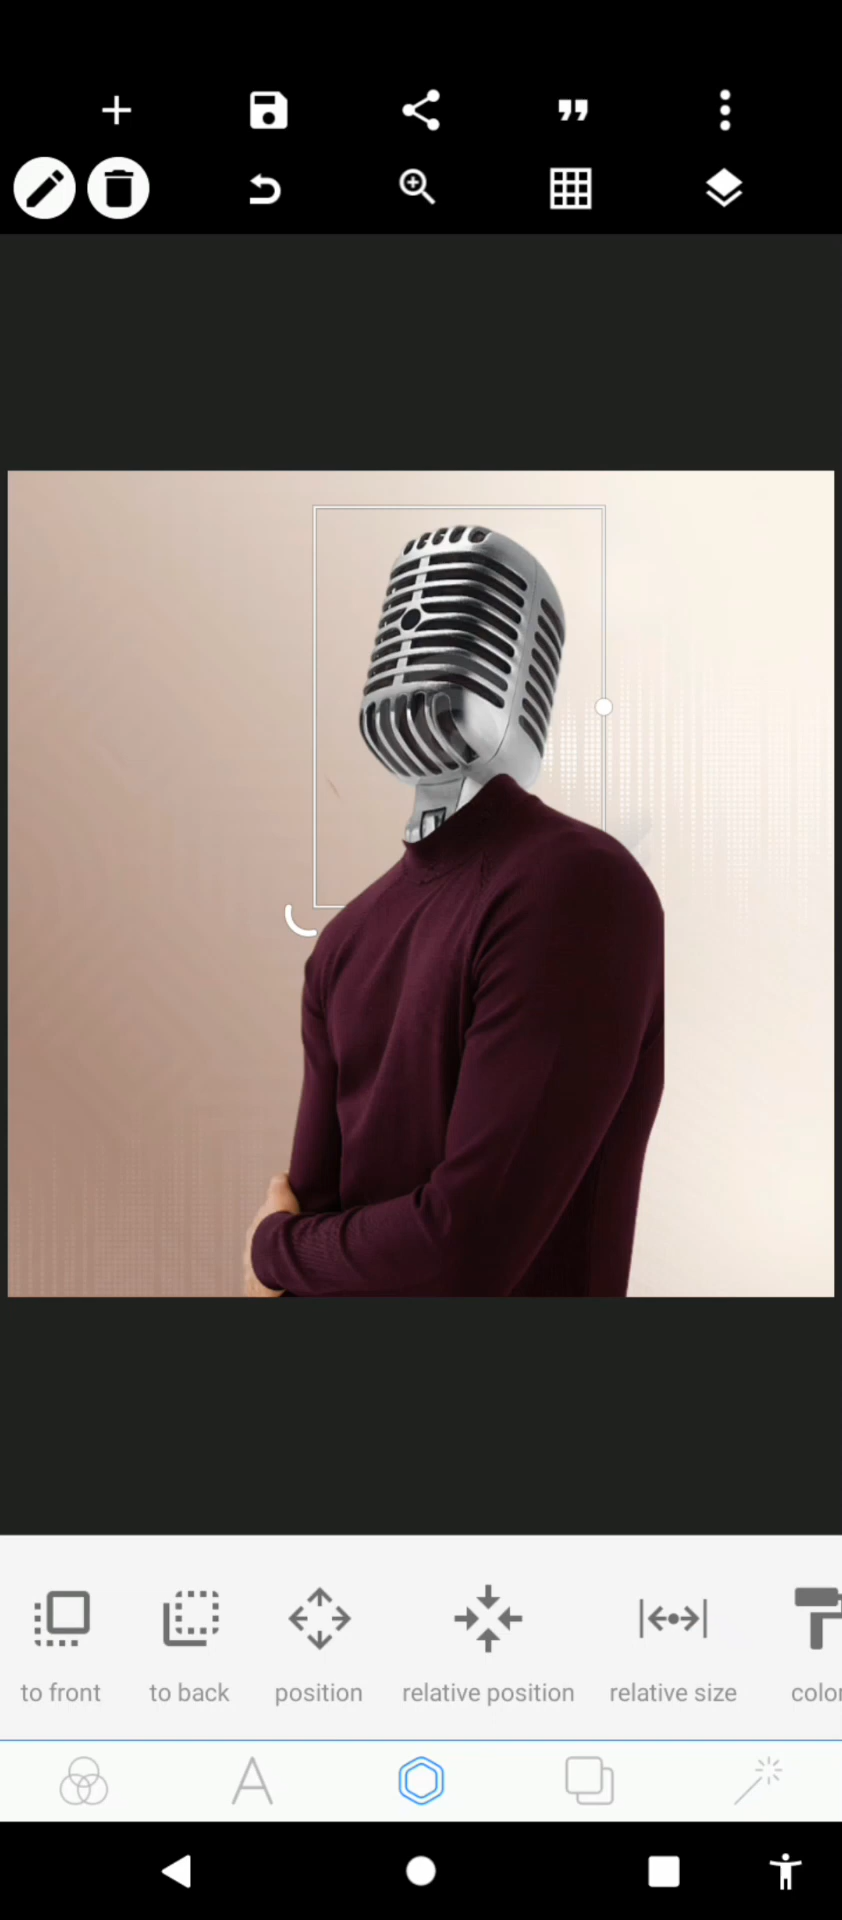 to front
to back
position
relative position
relative size
color